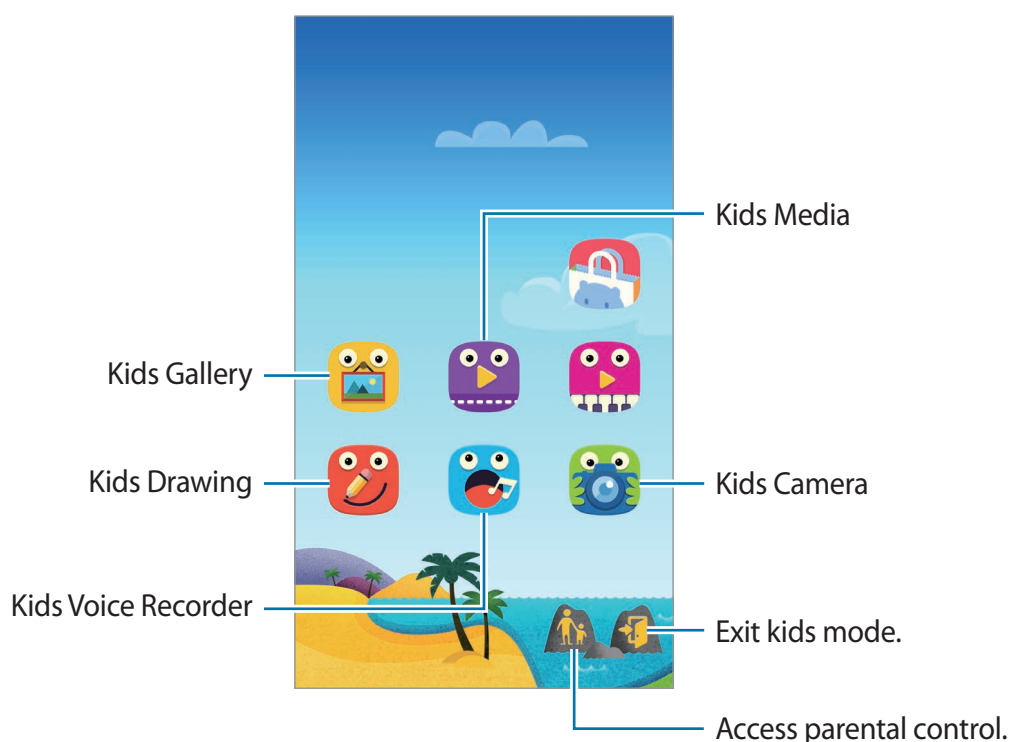 Kids Media
Kids Gallery
Kids Drawing
Kids Camera
Kids Voice Recorder
Exit kids mode.
Access parental control.